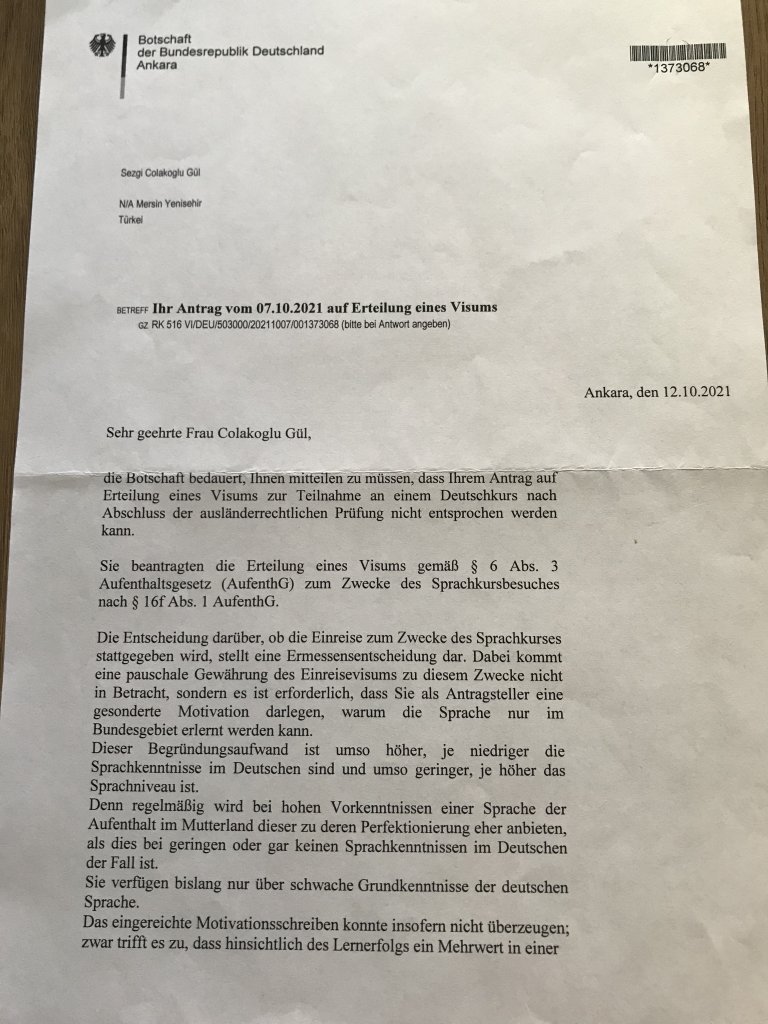 Botschaft
der Bundesrepublik Deutschland
Ankara
*1373068*
Sezgi Colakoglu Gül
N/A Mersin Yenisehir
Türkei
BETREFF Ihr Antrag vom 07.10.2021 auf Erteilung eines Visums
GZ RK 516 VI/DEU/503000/20211007/001373068 (bitte bei Antwort angeben)
Ankara, den 12.10.2021
Sehr geehrte Frau Colakoglu Gül,
die Botschaft bedauert, Ihnen mitteilen zu müssen, dass Ihrem Antrag auf
Erteilung eines Visums zur Teilnahme an einem Deutschkurs nach
Abschluss der ausländerrechtlichen Prüfung nicht entsprochen werden
kann.
Sie beantragten die Erteilung eines Visums gemäß § 6 Abs. 3
Aufenthaltsgesetz (AufenthG) zum Zwecke des Sprachkursbesuches
nach § 16f Abs. 1 AufenthG.
Die Entscheidung darüber, ob die Einreise zum Zwecke des Sprachkurses
stattgegeben wird, stellt eine Ermessensentscheidung dar. Dabei kommt
eine pauschale Gewährung des Einreisevisums zu diesem Zwecke nicht
in Betracht, sondern es ist erforderlich, dass Sie als Antragsteller eine
gesonderte Motivation darlegen, warum die Sprache nur im
Bundesgebiet erlernt werden kann.
Dieser Begründungsaufwand ist umso höher, je niedriger die
Sprachkenntnisse im Deutschen sind und umso geringer, je höher das
Sprachniveau ist.
Denn regelmäßig wird bei hohen Vorkenntnissen einer Sprache der
Aufenthalt im Mutterland dieser zu deren Perfektionierung eher anbieten,
als dies bei geringen oder gar keinen Sprachkenntnissen im Deutschen
der Fall ist.
Sie verfügen bislang nur über schwache Grundkenntnisse der deutschen
Sprache.
Das eingereichte Motivationsschreiben konnte insofern nicht überzeugen;
zwar trifft es zu, dass hinsichtlich des Lernerfolgs ein Mehrwert in einer